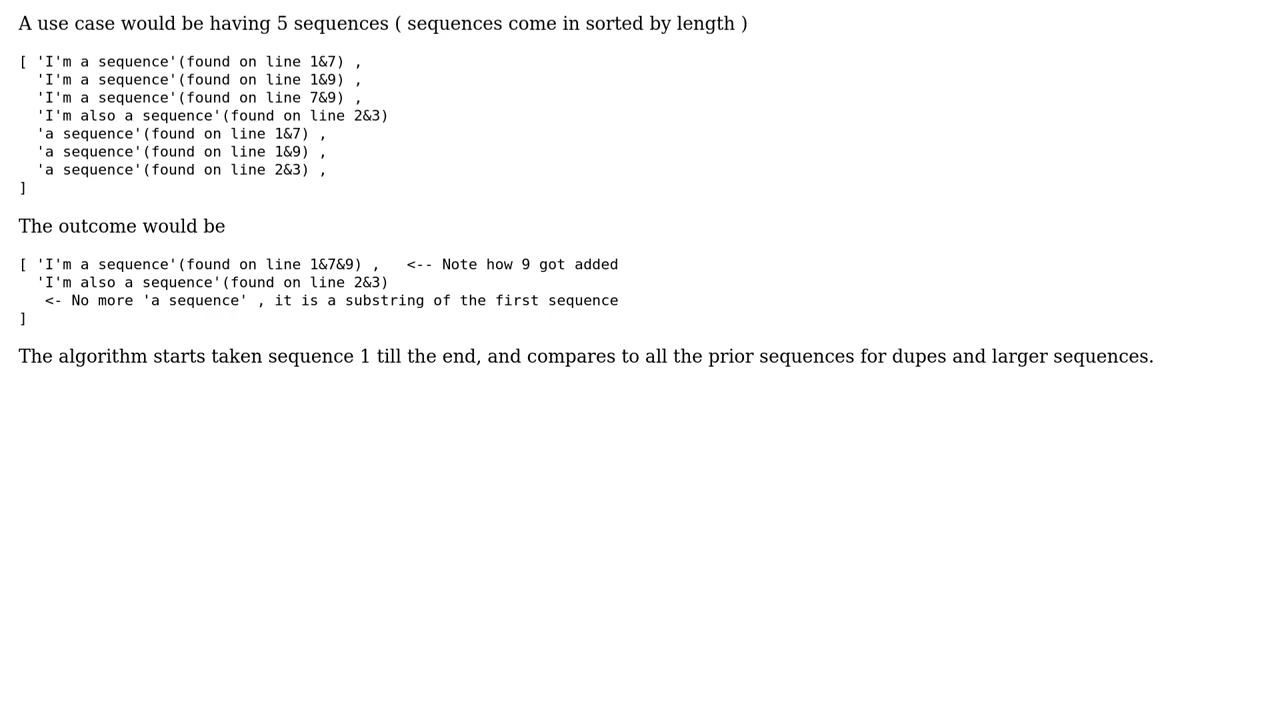 A use case would be having 5 sequences ( sequences come in sorted by length )
[ 'I'm a sequence'(found on line 1&7) ,
'I'm a sequence'(found on line 1&9) ,
'I'm a sequence'(found on line 7&9) ,
'I'm also a sequence'(found on line 2&3)
'a sequence'(found on line 1&7) ,
'a sequence'(found on line 1&9) ,
'a sequence'(found on line 2&3) ,
]
The outcome would be
[ 'I'm a sequence'(found on line 1&7&9) ,   <-- Note how 9 got added
'I'm also a sequence'(found on line 2&3)
<- No more 'a sequence' , it is a substring of the first sequence
]
The algorithm starts taken sequence 1 till the end, and compares to all the prior sequences for dupes and larger sequences.